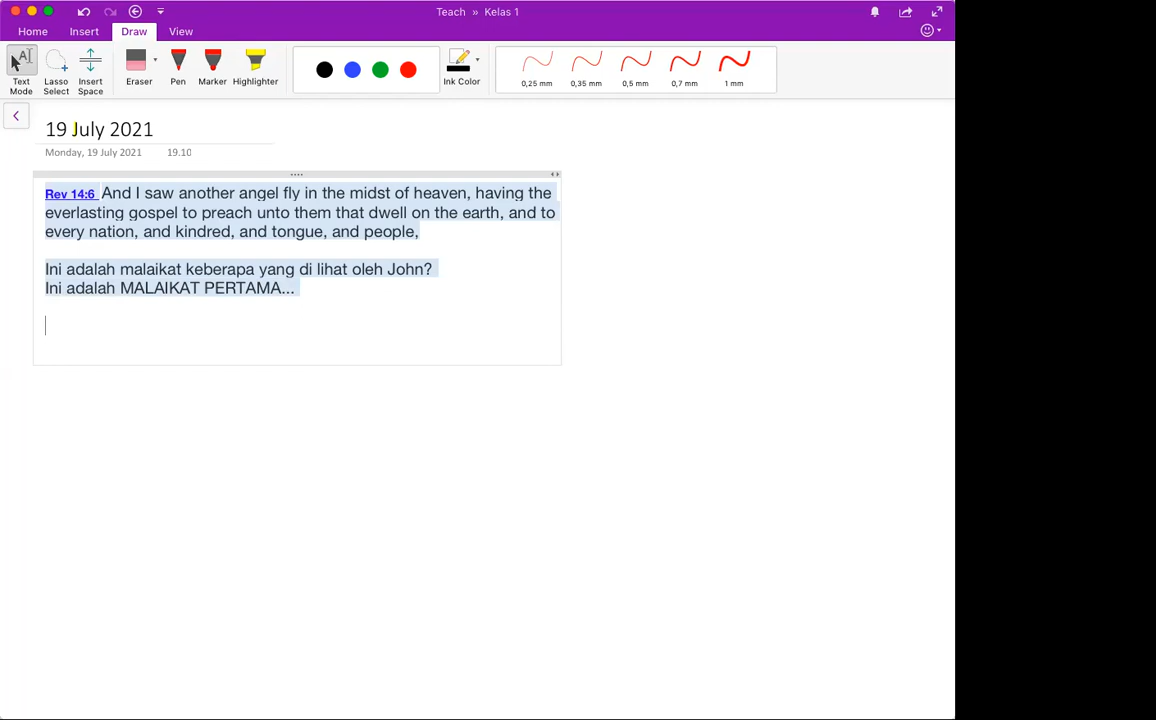 Teach » Kelas 1
Home Insert Draw View
Text Mode
Lasso Select
Insert Space
Eraser
Pen
Marker
Highlighter
Ink Color
0,25 mm
0,35 mm
0,5 mm
0,7 mm
1 mm
19 July 2021
Monday, 19 July 2021 19.10
Rev 14:6 And I saw another angel fly in the midst of heaven, having the
everlasting gospel to preach unto them that dwell on the earth, and to
every nation, and kindred, and tongue, and people,
Ini adalah malaikat keberapa yang di lihat oleh John?
Ini adalah MALAIKAT PERTAMA...